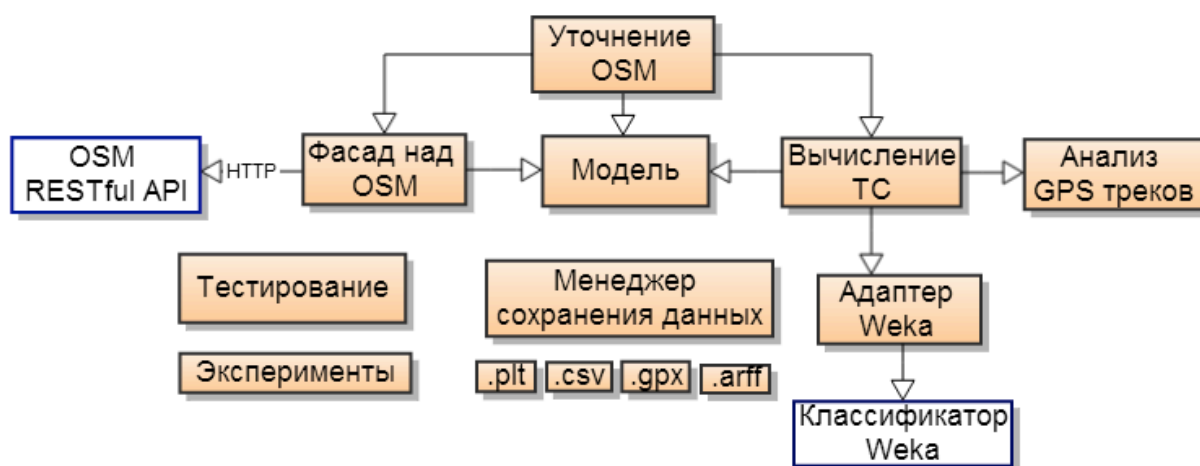 Уточнение
OSM
OSM
RESTful API
HTTP
Фасад над
OSM
Модель
Вычисление
ТС
Анализ
GPS треков
Тестирование
Менеджер
сохранения данных
Адаптер
Weka
Эксперименты
.plt
.csv
.gpx
.arff
Классификатор
Weka